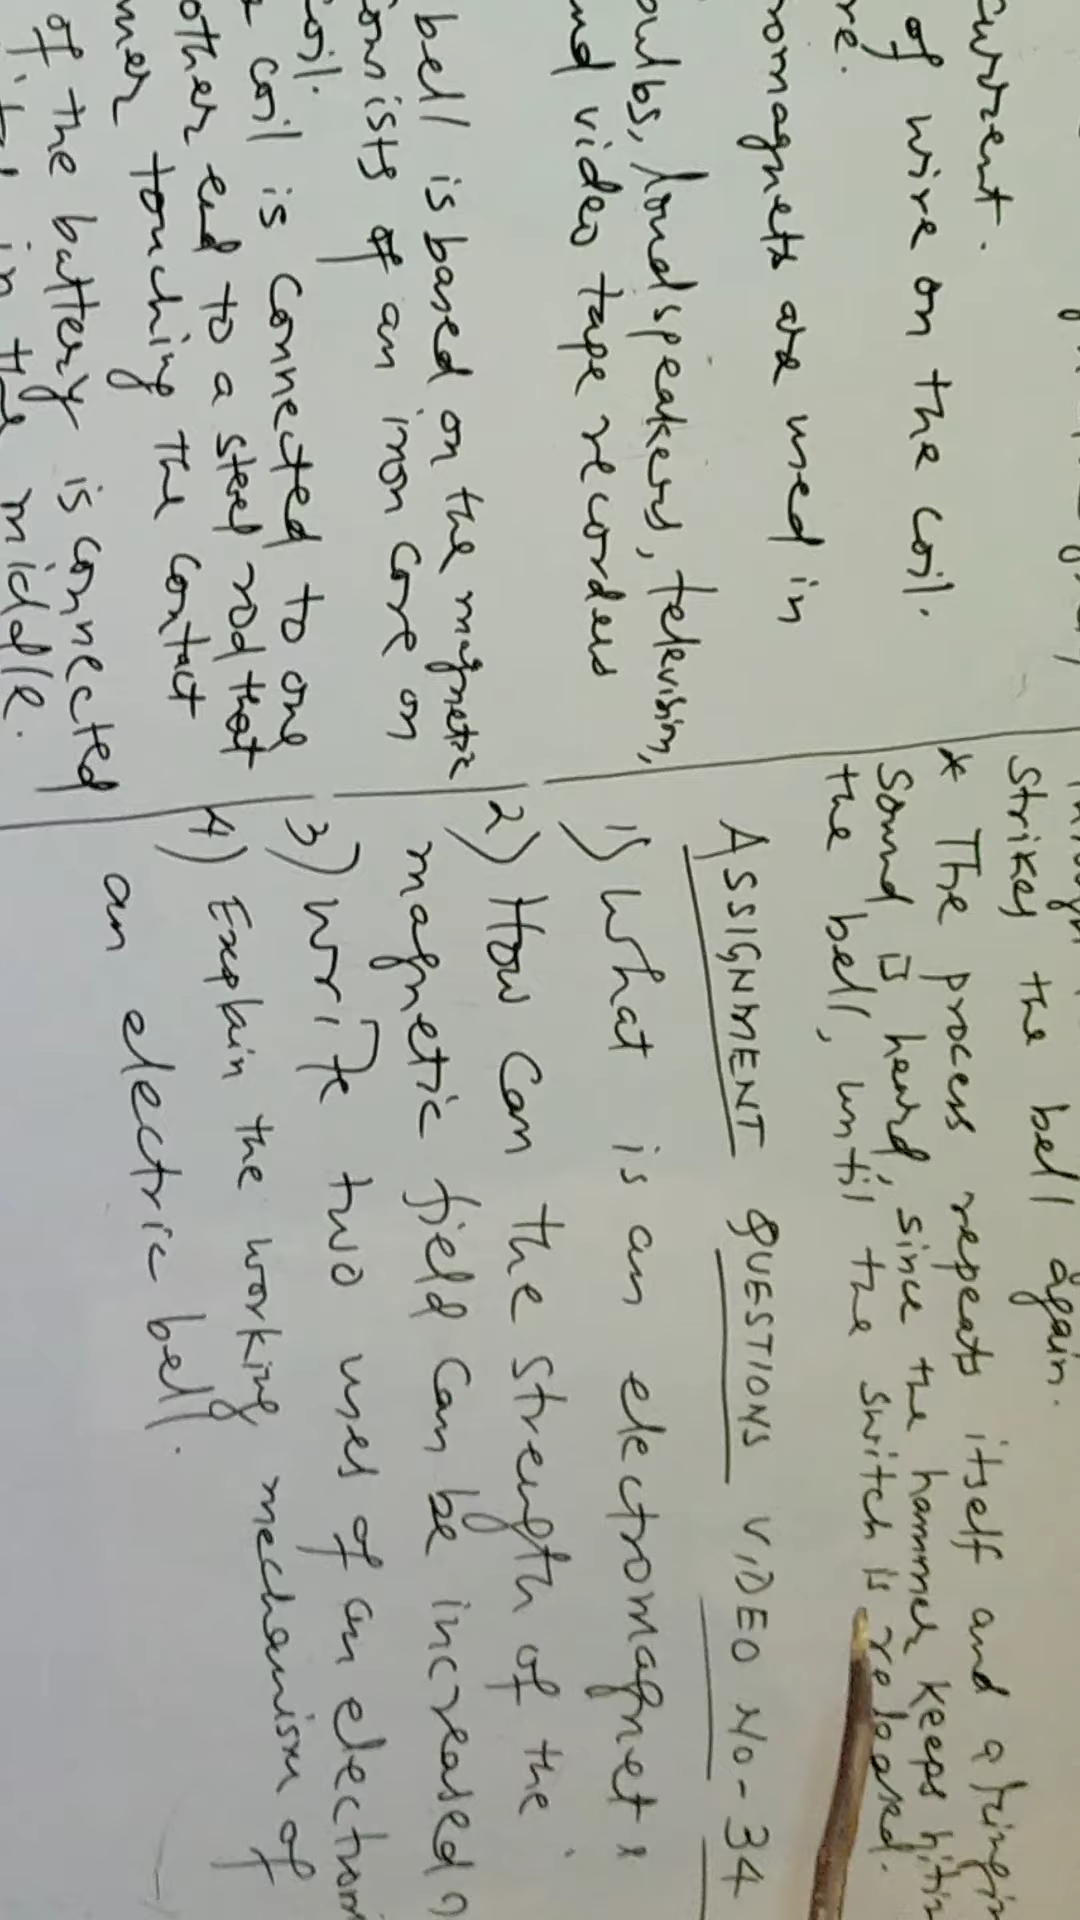 current.
of wire on the coil.
re.
romagnets are used in
bulbs, loudspeakers, television,
nd video tape recorders
bell is based on the magnetic
onsists of an iron core on
coil.
coil is connected to one
other end to a steel rod that
mer touching the contact
of the battery is connected
in the middle.
strikes the bell again.
* The process repeats itself and a ringin
sound is heard, since the hammer keeps hitin
the bell, until the switch is released.
ASSIGNMENT QUESTIONS VIDEO NO-34
1) What is an electromagnet?
2) How can the strength of the
magnetic field can be increased?
3) Write two uses of an electrom
4) Explain the working mechanism of
an electric bell.